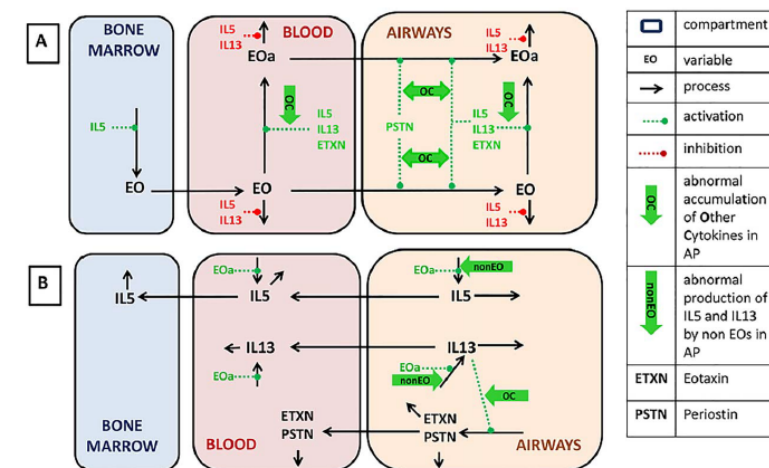 A
BONE
MARROW
IL5
EO
BLOOD
IL5
IL13
EOa
OC
IL5
IL13
ETXN
EO
IL5
IL13
AIRWAYS
IL5
IL13
EOa
OC
OC
PSTN
IL5
IL13
ETXN
OC
EO
IL5
IL13
B
IL5
BONE
MARROW
EOa
IL5
IL13
EOa
ETXN
PSTN
BLOOD
EOa
nonEO
IL5
IL13
EOa
nonEO
OC
ETXN
PSTN
AIRWAYS
compartment
EO variable
process
activation
inhibition
OC
abnormal
accumulation
of Other
Cytokines in
AP
nonEO
abnormal
production of
IL5 and IL13
by non EOs in
AP
ETXN Eotaxin
PSTN Periostin